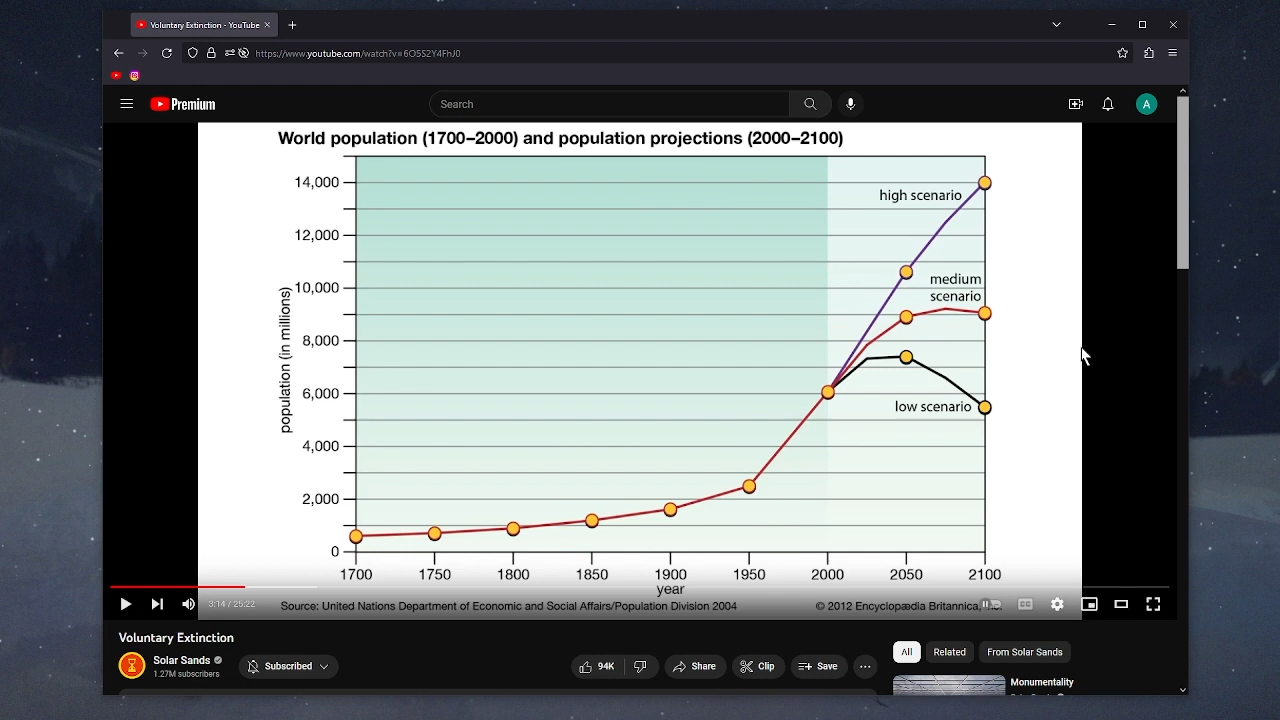 Voluntary Extinction - YouTube
https://www.youtube.com/watch?v=6O5S2Y4FhJ0
Premium
Search
A
World population (1700–2000) and population projections (2000–2100)
14,000
12,000
10,000
8,000
6,000
4,000
2,000
0
population (in millions)
high scenario
medium
scenario
low scenario
1700 1750 1800 1850 1900 1950 2000 2050 2100
year
3:14 / 25:22
Source: United Nations Department of Economic and Social Affairs/Population Division 2004
© 2012 Encyclopædia Britannica,
CC
Voluntary Extinction
Solar Sands
1.27M subscribers
Subscribed
94K
Share
Clip
Save
All
Related
From Solar Sands
Monumentality